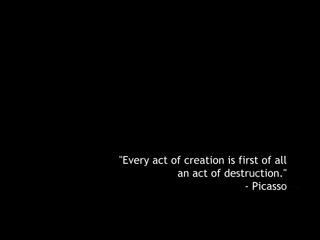 "Every act of creation is first of all
an act of destruction."
- Picasso